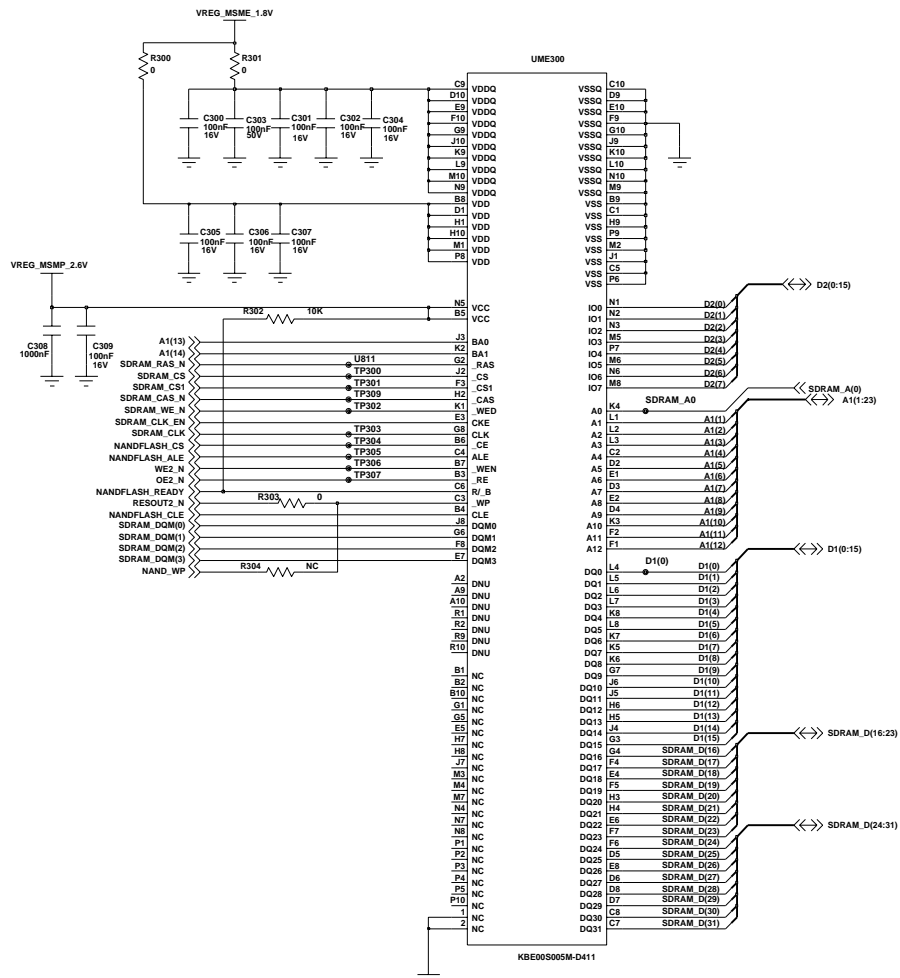 VREG_MSME_1.8V
R300
0
R301
0
UME300
C300
100nF
16V
C303
100nF
50V
C301
100nF
16V
C302
100nF
16V
C304
100nF
16V
C305
100nF
16V
C306
100nF
16V
C307
100nF
16V
VREG_MSMP_2.6V
C308
1000nF
C309
100nF
16V
R302 10K
C9 VDDQ
D10 VDDQ
E9 VDDQ
F10 VDDQ
G9 VDDQ
J10 VDDQ
K9 VDDQ
L9 VDDQ
M10 VDDQ
N9 VDDQ
B8 VDD
D1 VDD
H1 VDD
H10 VDD
M1 VDD
P8 VDD
N5 VCC
B5 VCC
A1(13) J3 BA0
A1(14) K2 BA1
SDRAM_RAS_N U811 G2 _RAS
SDRAM_CS TP300 J2 _CS
SDRAM_CS1 TP301 F3 _CS1
SDRAM_CAS_N TP309 H2 _CAS
SDRAM_WE_N TP302 K1 _WED
SDRAM_CLK_EN E3 CKE
SDRAM_CLK TP303 G8 CLK
NANDFLASH_CS TP304 B6 _CE
NANDFLASH_ALE TP305 C4 ALE
WE2_N TP306 B7 _WEN
OE2_N TP307 B3 _RE
NANDFLASH_READY C6 R/_B
RESOUT2_N R303 0 C3 _WP
NANDFLASH_CLE B4 CLE
SDRAM_DQM(0) J8 DQM0
SDRAM_DQM(1) G6 DQM1
SDRAM_DQM(2) F8 DQM2
SDRAM_DQM(3) E7 DQM3
NAND_WP R304 NC
A2 DNU
A9 DNU
A10 DNU
R1 DNU
R2 DNU
R9 DNU
R10 DNU
B1 NC
B2 NC
B10 NC
G1 NC
G5 NC
E5 NC
H7 NC
H8 NC
J7 NC
M3 NC
M4 NC
M7 NC
N4 NC
N7 NC
N8 NC
P1 NC
P2 NC
P3 NC
P4 NC
P5 NC
P10 NC
1 NC
2 NC
VSSQ C10
VSSQ D9
VSSQ E10
VSSQ F9
VSSQ G10
VSSQ J9
VSSQ K10
VSSQ L10
VSSQ N10
VSSQ M9
VSS B9
VSS C1
VSS H9
VSS P9
VSS M2
VSS J1
VSS C5
VSS P6
IO0 N1 D2(0)
IO1 N2 D2(1)
IO2 N3 D2(2)
IO3 M5 D2(3)
IO4 P7 D2(4)
IO5 M6 D2(5)
IO6 N6 D2(6)
IO7 M8 D2(7)
D2(0:15)
A0 K4 SDRAM_A0
SDRAM_A(0)
A1(1:23)
A1 L1 A1(1)
A2 L2 A1(2)
A3 L3 A1(3)
A4 C2 A1(4)
A5 D2 A1(5)
A6 E1 A1(6)
A7 D3 A1(7)
A8 E2 A1(8)
A9 D4 A1(9)
A10 K3 A1(10)
A11 F2 A1(11)
A12 F1 A1(12)
D1(0:15)
DQ0 L4 D1(0) D1(0)
DQ1 L5 D1(1)
DQ2 L6 D1(2)
DQ3 L7 D1(3)
DQ4 K8 D1(4)
DQ5 L8 D1(5)
DQ6 K7 D1(6)
DQ7 K5 D1(7)
DQ8 K6 D1(8)
DQ9 G7 D1(9)
DQ10 J6 D1(10)
DQ11 J5 D1(11)
DQ12 H6 D1(12)
DQ13 H5 D1(13)
DQ14 J4 D1(14)
DQ15 G3 D1(15)
DQ16 G4 SDRAM_D(16)
SDRAM_D(16:23)
DQ17 F4 SDRAM_D(17)
DQ18 E4 SDRAM_D(18)
DQ19 F5 SDRAM_D(19)
DQ20 H3 SDRAM_D(20)
DQ21 H4 SDRAM_D(21)
DQ22 E6 SDRAM_D(22)
DQ23 F7 SDRAM_D(23)
SDRAM_D(24:31)
DQ24 F6 SDRAM_D(24)
DQ25 D5 SDRAM_D(25)
DQ26 E8 SDRAM_D(26)
DQ27 D6 SDRAM_D(27)
DQ28 D8 SDRAM_D(28)
DQ29 D7 SDRAM_D(29)
DQ30 C8 SDRAM_D(30)
DQ31 C7 SDRAM_D(31)
KBE00S005M-D411